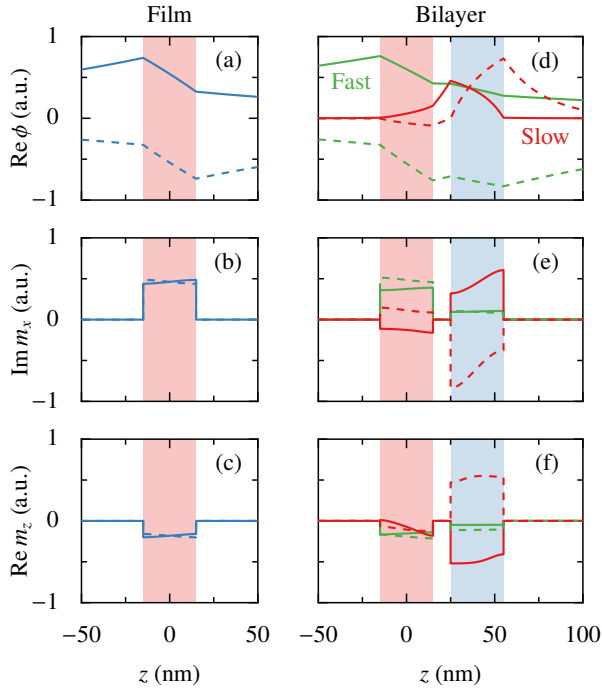 Film
Bilayer
1
(a)
(d)
Fast
Re ϕ (a.u.)
0
Slow
−1
1
(b)
(e)
Im mₓ (a.u.)
0
−1
1
(c)
(f)
Re m_z (a.u.)
0
−1
−50 0 50
−50 0 50 100
z (nm)
z (nm)